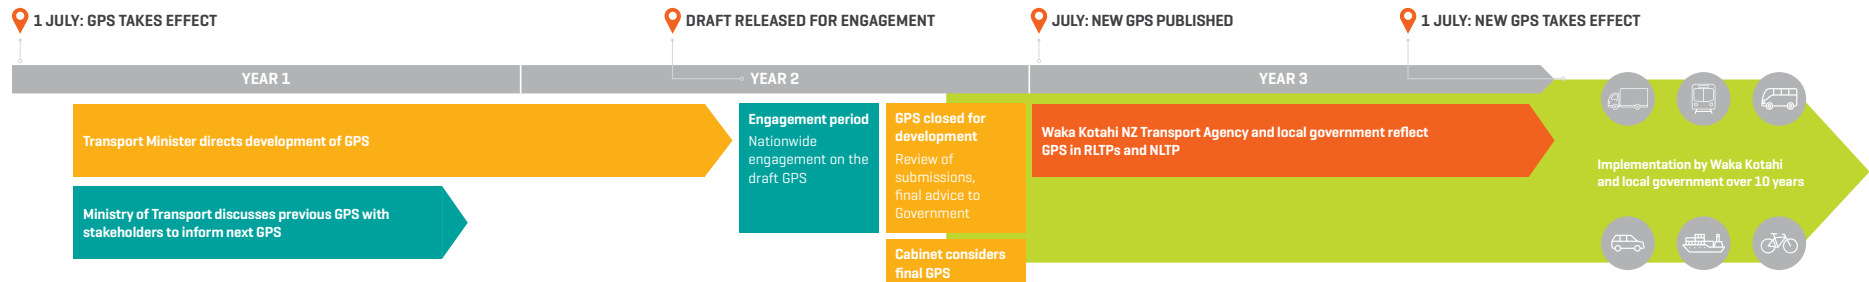 1 JULY: GPS TAKES EFFECT
DRAFT RELEASED FOR ENGAGEMENT
JULY: NEW GPS PUBLISHED
1 JULY: NEW GPS TAKES EFFECT
YEAR 1
YEAR 2
YEAR 3
Transport Minister directs development of GPS
Ministry of Transport discusses previous GPS with
stakeholders to inform next GPS
Engagement period
Nationwide
engagement on the
draft GPS
GPS closed for
development
Review of
submissions,
final advice to
Government
Cabinet considers
final GPS
Waka Kotahi NZ Transport Agency and local government reflect
GPS in RLTPs and NLTP
Implementation by Waka Kotahi
and local government over 10 years